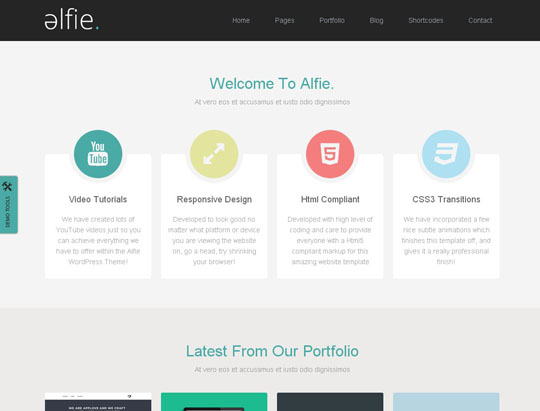 alfie.
Home Pages Portfolio Blog Shortcodes Contact
Welcome To Alfie.
At vero eos et accusamus et iusto odio dignissimos
You
Tube
5
3
DEMO TOOLS
Video Tutorials
We have created lots of
YouTube videos just so you
can achieve everything we
have to offer within the Alfie
WordPress Theme!
Responsive Design
Developed to look good no
matter what platform or device
you are viewing the website
on, go a head, try shrinking
your browser!
Html Compliant
Developed with high level of
coding and care to provide
everyone with a Html5
compliant markup for this
amazing website template
CSS3 Transitions
We have incorporated a few
nice subtle animations which
finishes this template off, and
gives it a really professional
finish!
Latest From Our Portfolio
At vero eos et accusamus et iusto odio dignissimos
WE ARE APPLOVE AND WE CRAFT